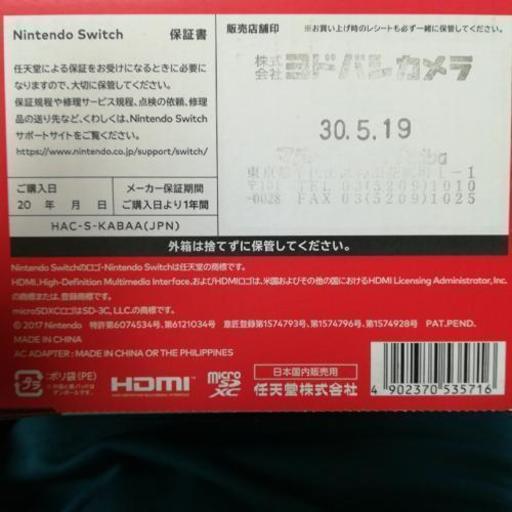 Nintendo Switch 保証書
任天堂による保証をお受けになるときに必要に
なりますので、大切に保管してください。
保証規程や修理サービス規程、点検の依頼、修理
品の送り先など、くわしくは、Nintendo Switch
サポートサイトをご覧ください。
https://www.nintendo.co.jp/support/switch/
ご購入日 メーカー保証期間
20 年 月 日 ご購入日より1年間
HAC-S-KABAA(JPN)
販売店舗印 ※お買い上げ時のレシートも必ず一緒に保管してください。
株式会社 ヨドバシカメラ
30.5.19
〒101 TEL 03(5209)1010
-0028 FAX 03(5209)1025
外箱は捨てずに保管してください。
Nintendo Switchのロゴ・Nintendo Switchは任天堂の商標です。
HDMI、High-Definition Multimedia Interface、およびHDMIロゴは、米国およびその他の国におけるHDMI Licensing Administrator, Inc.
の商標または、登録商標です。
microSDXCロゴはSD-3C, LLC.の商標です。
© 2017 Nintendo 特許第6074534号、第6121034号 意匠登録第1574793号、第1574796号、第1574928号 PAT.PEND.
MADE IN CHINA
AC ADAPTER : MADE IN CHINA OR THE PHILIPPINES
プラ
:ポリ袋(PE)
HDMI
HIGH-DEFINITION MULTIMEDIA INTERFACE
micro SD XC
日本国内販売用
任天堂株式会社
4 902370 535716